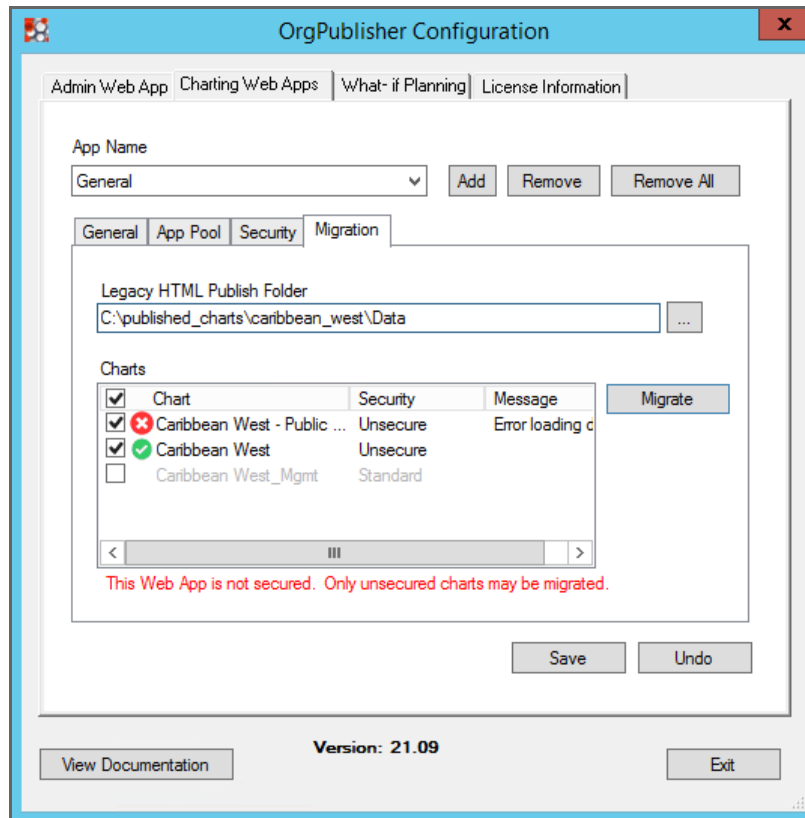 OrgPublisher Configuration
Admin Web App Charting Web Apps What- if Planning License Information
App Name
General Add Remove Remove All
General App Pool Security Migration
Legacy HTML Publish Folder
C:\published_charts\caribbean_west\Data ...
Charts
Chart Security Message Migrate
Caribbean West - Public ... Unsecure Error loading d
Caribbean West Unsecure
Caribbean West_Mgmt Standard
This Web App is not secured. Only unsecured charts may be migrated.
Save Undo
Version: 21.09
View Documentation Exit